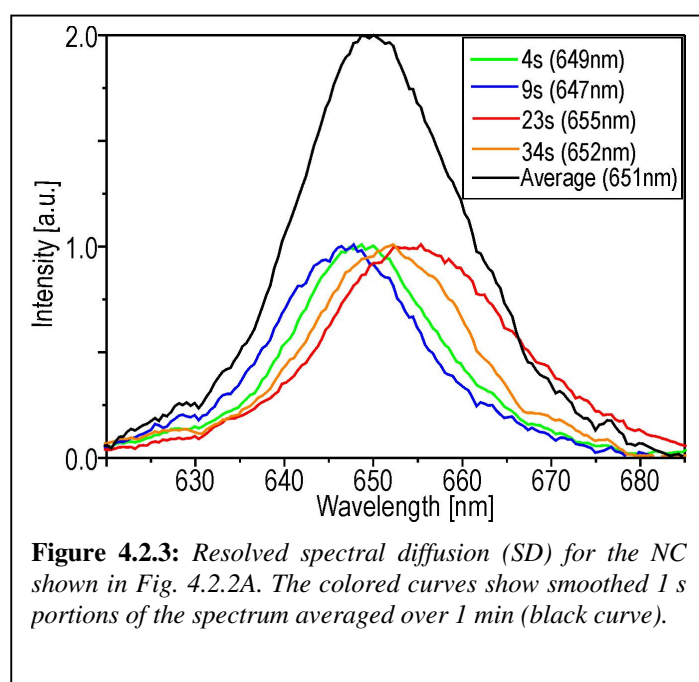 2.0
4s (649nm)
9s (647nm)
23s (655nm)
34s (652nm)
Average (651nm)
Intensity [a.u.]
1.0
0.0
630 640 650 660 670 680
Wavelength [nm]
Figure 4.2.3: Resolved spectral diffusion (SD) for the NC
shown in Fig. 4.2.2A. The colored curves show smoothed 1 s
portions of the spectrum averaged over 1 min (black curve).